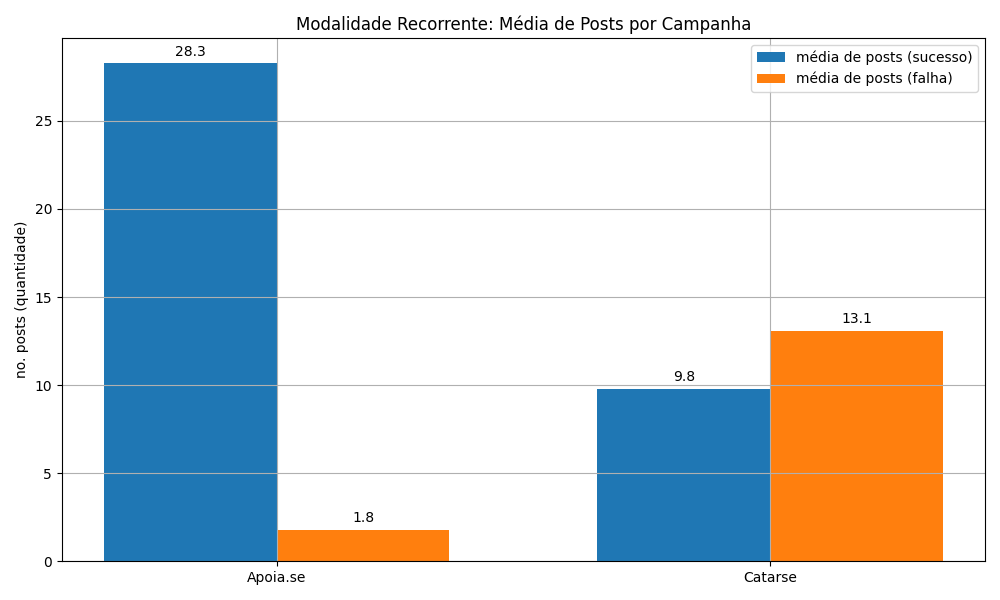 Modalidade Recorrente: Média de Posts por Campanha
média de posts (sucesso)
média de posts (falha)
no. posts (quantidade)
25
20
15
10
5
0
28.3
1.8
9.8
13.1
Apoia.se
Catarse